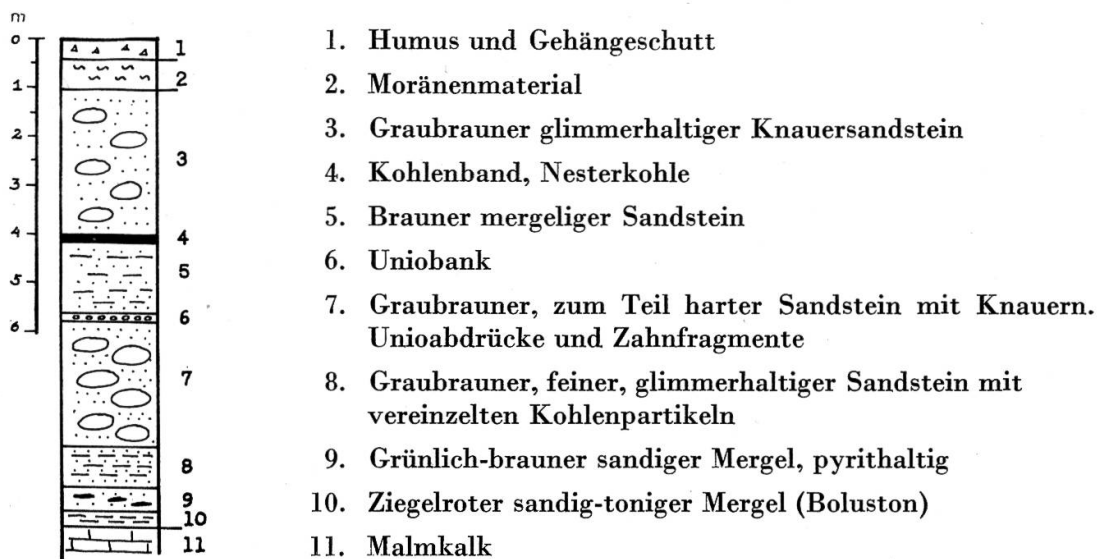 m
0
1
2
3
4
5
6
1
2
3
4
5
6
7
8
9
10
11
1. Humus und Gehängeschutt
2. Moränenmaterial
3. Graubrauner glimmerhaltiger Knauersandstein
4. Kohlenband, Nesterkohle
5. Brauner mergeliger Sandstein
6. Uniobank
7. Graubrauner, zum Teil harter Sandstein mit Knauern.
Unioabdrücke und Zahnfragmente
8. Graubrauner, feiner, glimmerhaltiger Sandstein mit
vereinzelten Kohlenpartikeln
9. Grünlich-brauner sandiger Mergel, pyrithaltig
10. Ziegelroter sandig-toniger Mergel (Boluston)
11. Malmkalk